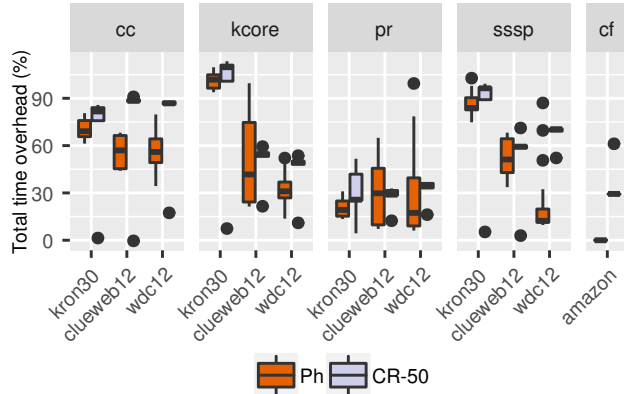 cc kcore pr sssp cf
Total time overhead (%)
90
60
30
0
kron30 clueweb12 wdc12 kron30 clueweb12 wdc12 kron30 clueweb12 wdc12 kron30 clueweb12 wdc12 amazon
Ph CR-50